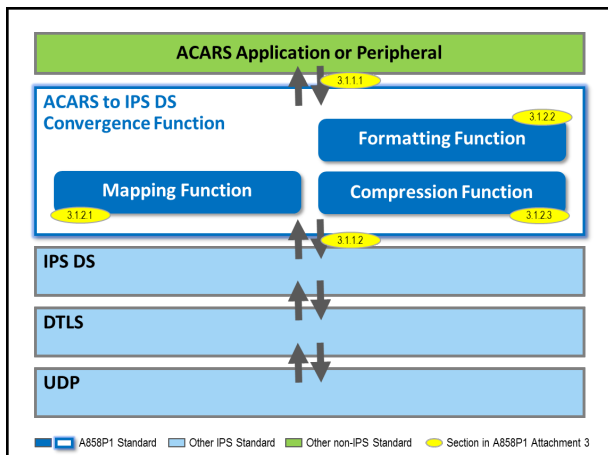 ACARS Application or Peripheral
3.1.1.1
ACARS to IPS DS
Convergence Function
3.1.2.2
Formatting Function
Mapping Function
Compression Function
3.1.2.1
3.1.2.3
3.1.1.2
IPS DS
DTLS
UDP
A858P1 Standard
Other IPS Standard
Other non-IPS Standard
Section in A858P1 Attachment 3